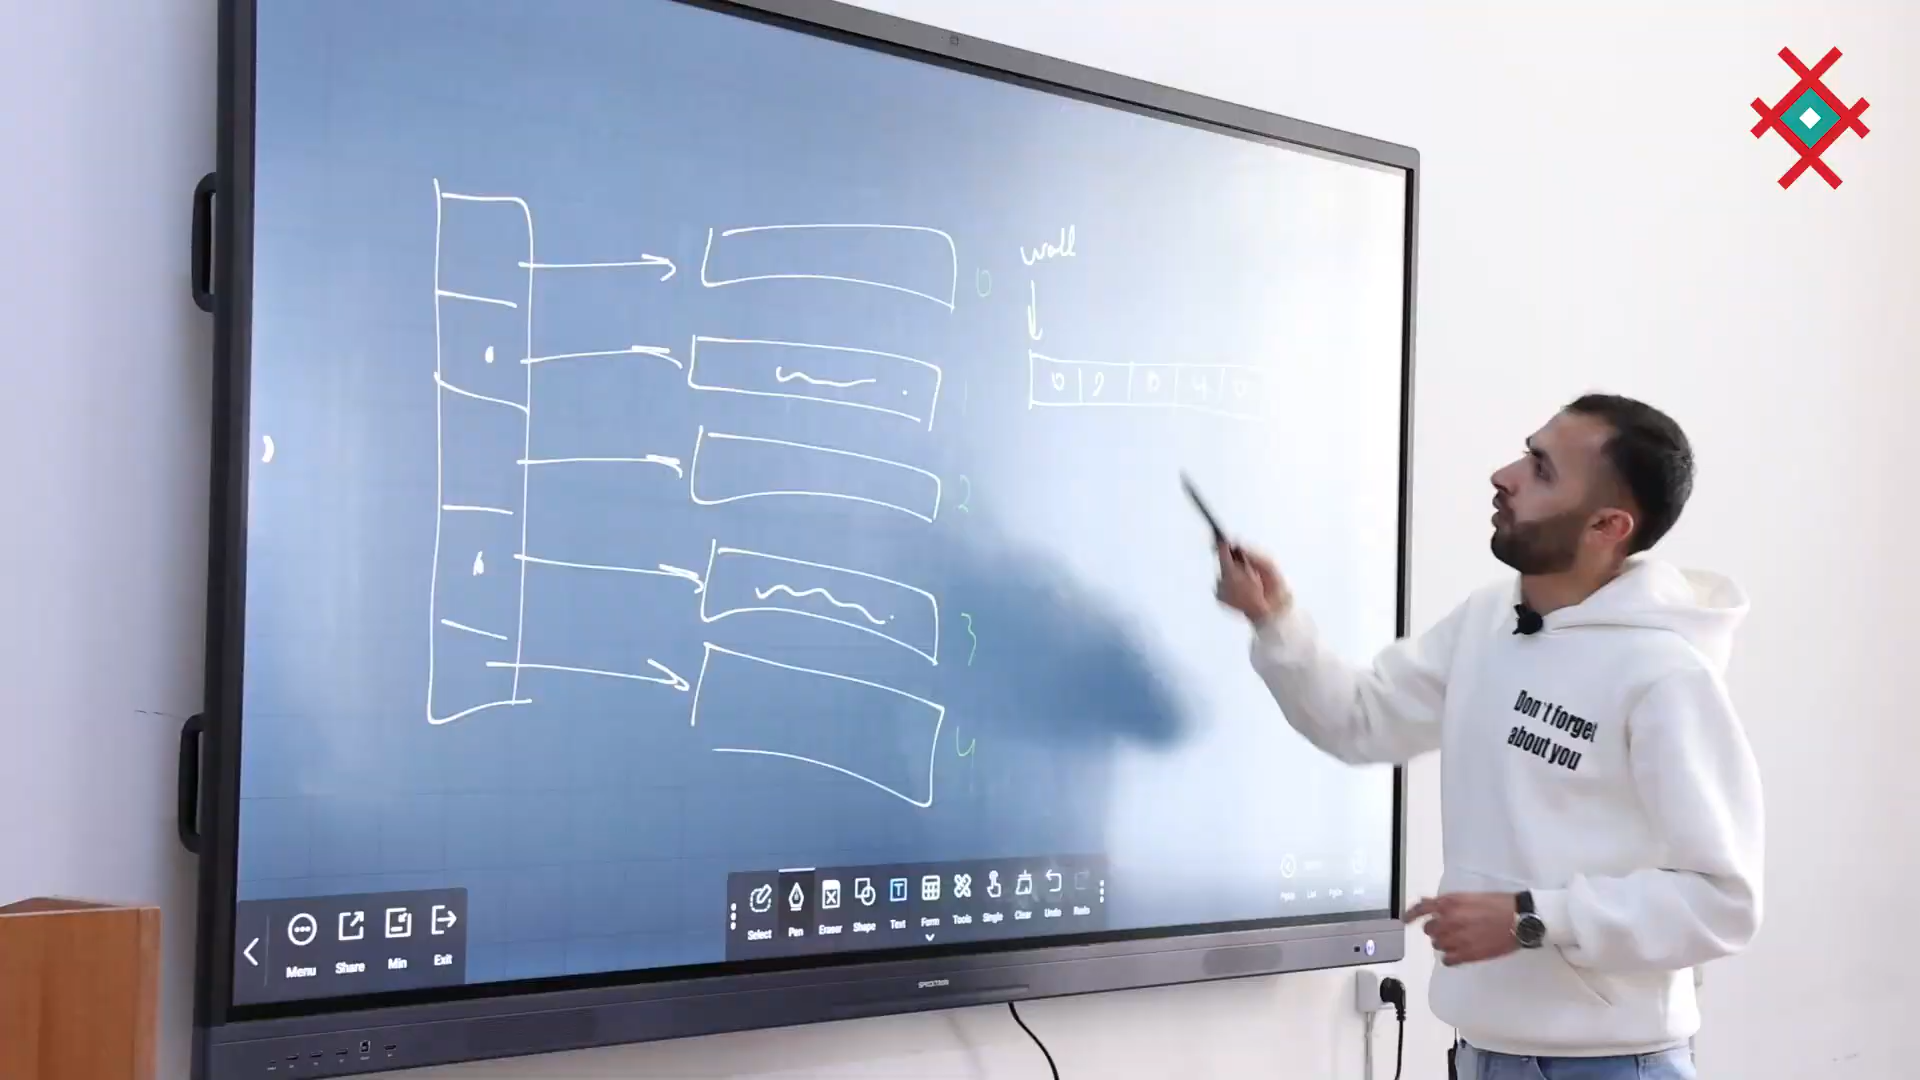 wall
0
1
2
3
4
Don't forget
about you
Menu Share Min Exit
Select Pen Eraser Shape Text Form Tools Single Clear Undo Redo
SPECKTRON